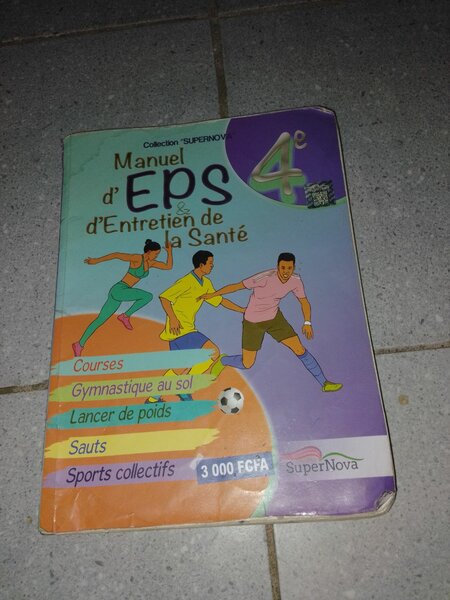 Collection "SUPERNOVA"
Manuel
d'EPS
&
d'Entretien de
la Santé
4e
Courses
Gymnastique au sol
Lancer de poids
Sauts
Sports collectifs
3 000 FCFA
SuperNova